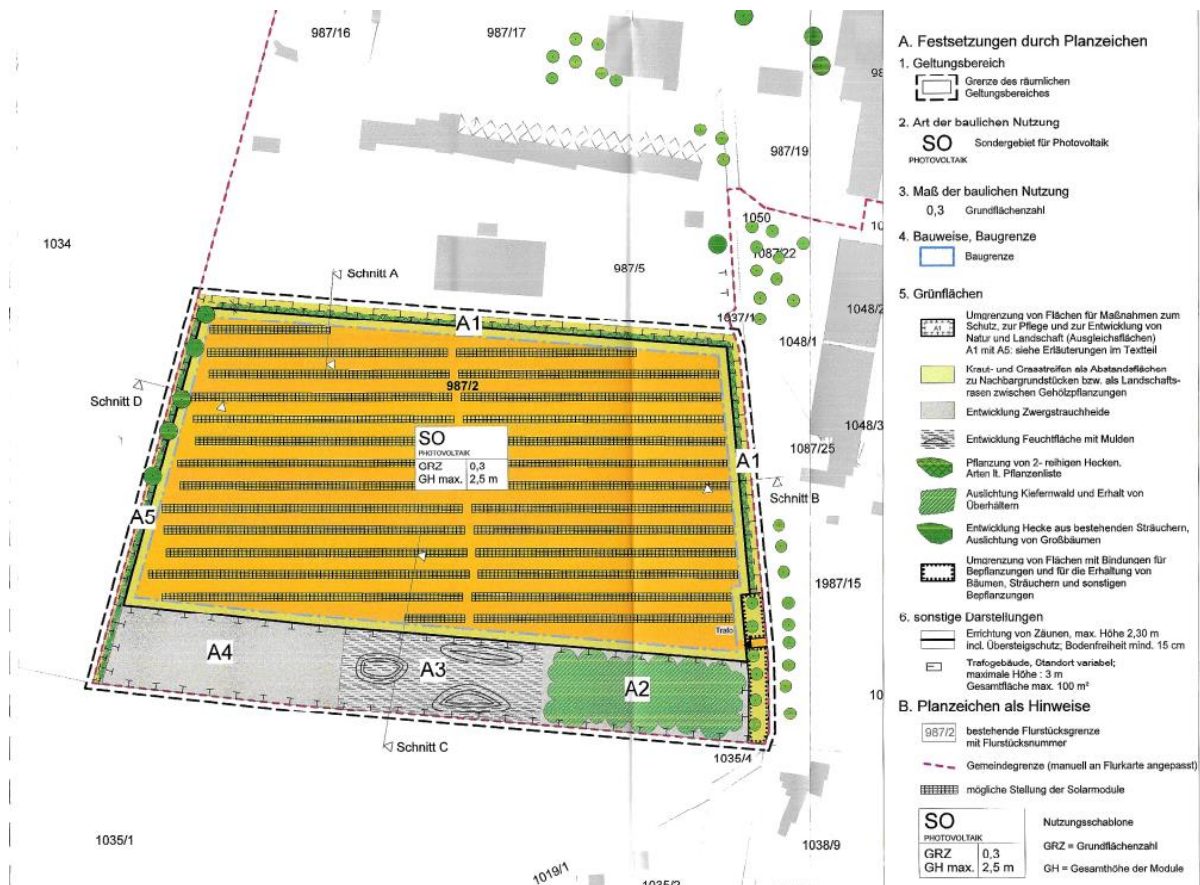 987/16
987/17
987/19
1034
1050
1087/22
987/5
Schnitt A
1037/1
1048/2
A1
1048/1
987/2
Schnitt D
SO
PHOTOVOLTAIK
GRZ 0,3
GH max. 2,5 m
1048/3
1087/25
A1
Schnitt B
A5
1987/15
Trafo
A4
A3
A2
Schnitt C
1035/4
1035/1
1038/9
1019/1
1035/2
A. Festsetzungen durch Planzeichen
1. Geltungsbereich
Grenze des räumlichen
Geltungsbereiches
2. Art der baulichen Nutzung
SO Sondergebiet für Photovoltaik
PHOTOVOLTAIK
3. Maß der baulichen Nutzung
0,3 Grundflächenzahl
4. Bauweise, Baugrenze
Baugrenze
5. Grünflächen
A1
Umgrenzung von Flächen für Maßnahmen zum
Schutz, zur Pflege und zur Entwicklung von
Natur und Landschaft (Ausgleichsflächen)
A1 mit A5: siehe Erläuterungen im Textteil
Kraut- und Grasstreifen als Abstandsflächen
zu Nachbargrundstücken bzw. als Landschafts-
rasen zwischen Gehölzpflanzungen
Entwicklung Zwergstrauchheide
Entwicklung Feuchtfläche mit Mulden
Pflanzung von 2- reihigen Hecken.
Arten lt. Pflanzenliste
Auslichtung Kiefernwald und Erhalt von
Überhältern
Entwicklung Hecke aus bestehenden Sträuchern,
Auslichtung von Großbäumen
Umgrenzung von Flächen mit Bindungen für
Bepflanzungen und für die Erhaltung von
Bäumen, Sträuchern und sonstigen
Bepflanzungen
6. sonstige Darstellungen
Errichtung von Zäunen, max. Höhe 2,30 m
incl. Übersteigschutz; Bodenfreiheit mind. 15 cm
Trafogebäude, Standort variabel;
maximale Höhe : 3 m
Gesamtfläche max. 100 m²
B. Planzeichen als Hinweise
987/2 bestehende Flurstücksgrenze
mit Flurstücksnummer
Gemeindegrenze (manuell an Flurkarte angepasst)
mögliche Stellung der Solarmodule
SO
PHOTOVOLTAIK
GRZ 0,3
GH max. 2,5 m
Nutzungsschablone
GRZ = Grundflächenzahl
GH = Gesamthöhe der Module